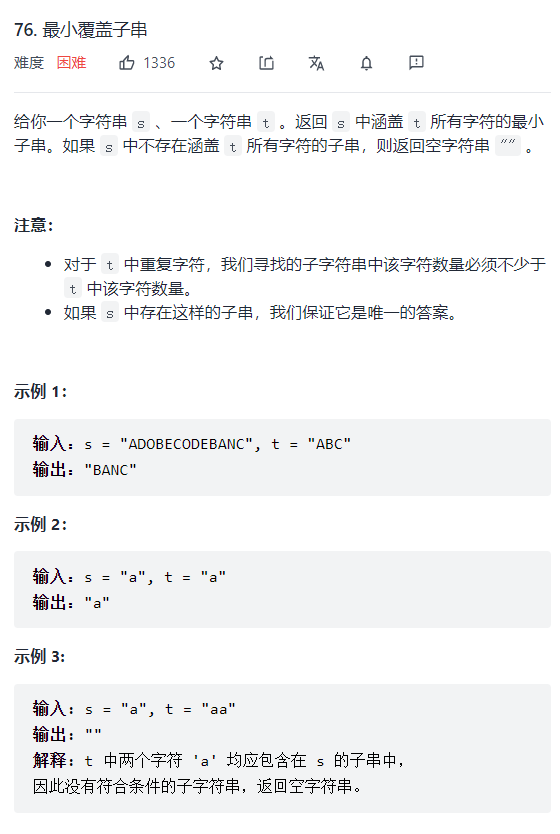 76. 最小覆盖子串
难度 困难 1336
给你一个字符串 s 、一个字符串 t 。返回 s 中涵盖 t 所有字符的最小
子串。如果 s 中不存在涵盖 t 所有字符的子串，则返回空字符串 "" 。
注意：
• 对于 t 中重复字符，我们寻找的子字符串中该字符数量必须不少于
t 中该字符数量。
• 如果 s 中存在这样的子串，我们保证它是唯一的答案。
示例 1：
输入：s = "ADOBECODEBANC", t = "ABC"
输出："BANC"
示例 2：
输入：s = "a", t = "a"
输出："a"
示例 3:
输入: s = "a", t = "aa"
输出: ""
解释: t 中两个字符 'a' 均应包含在 s 的子串中，
因此没有符合条件的子字符串，返回空字符串。